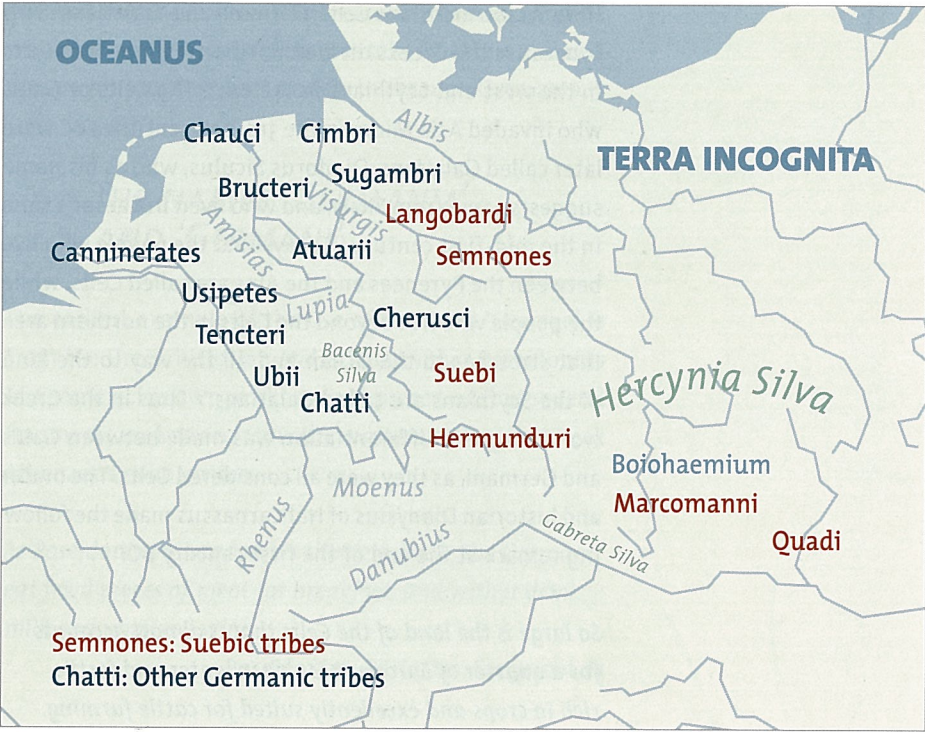 OCEANUS
Chauci
Cimbri
Albis
TERRA INCOGNITA
Bructeri
Visurgis
Sugambri
Amisias
Langobardi
Canninefates
Atuarii
Semnones
Usipetes
Lupia
Tencteri
Cherusci
Bacenis
Silva
Ubii
Suebi
Hercynia Silva
Chatti
Hermunduri
Boiohaemium
Moenus
Marcomanni
Rhenus
Danubius
Gabreta Silva
Quadi
Semnones: Suebic tribes
Chatti: Other Germanic tribes